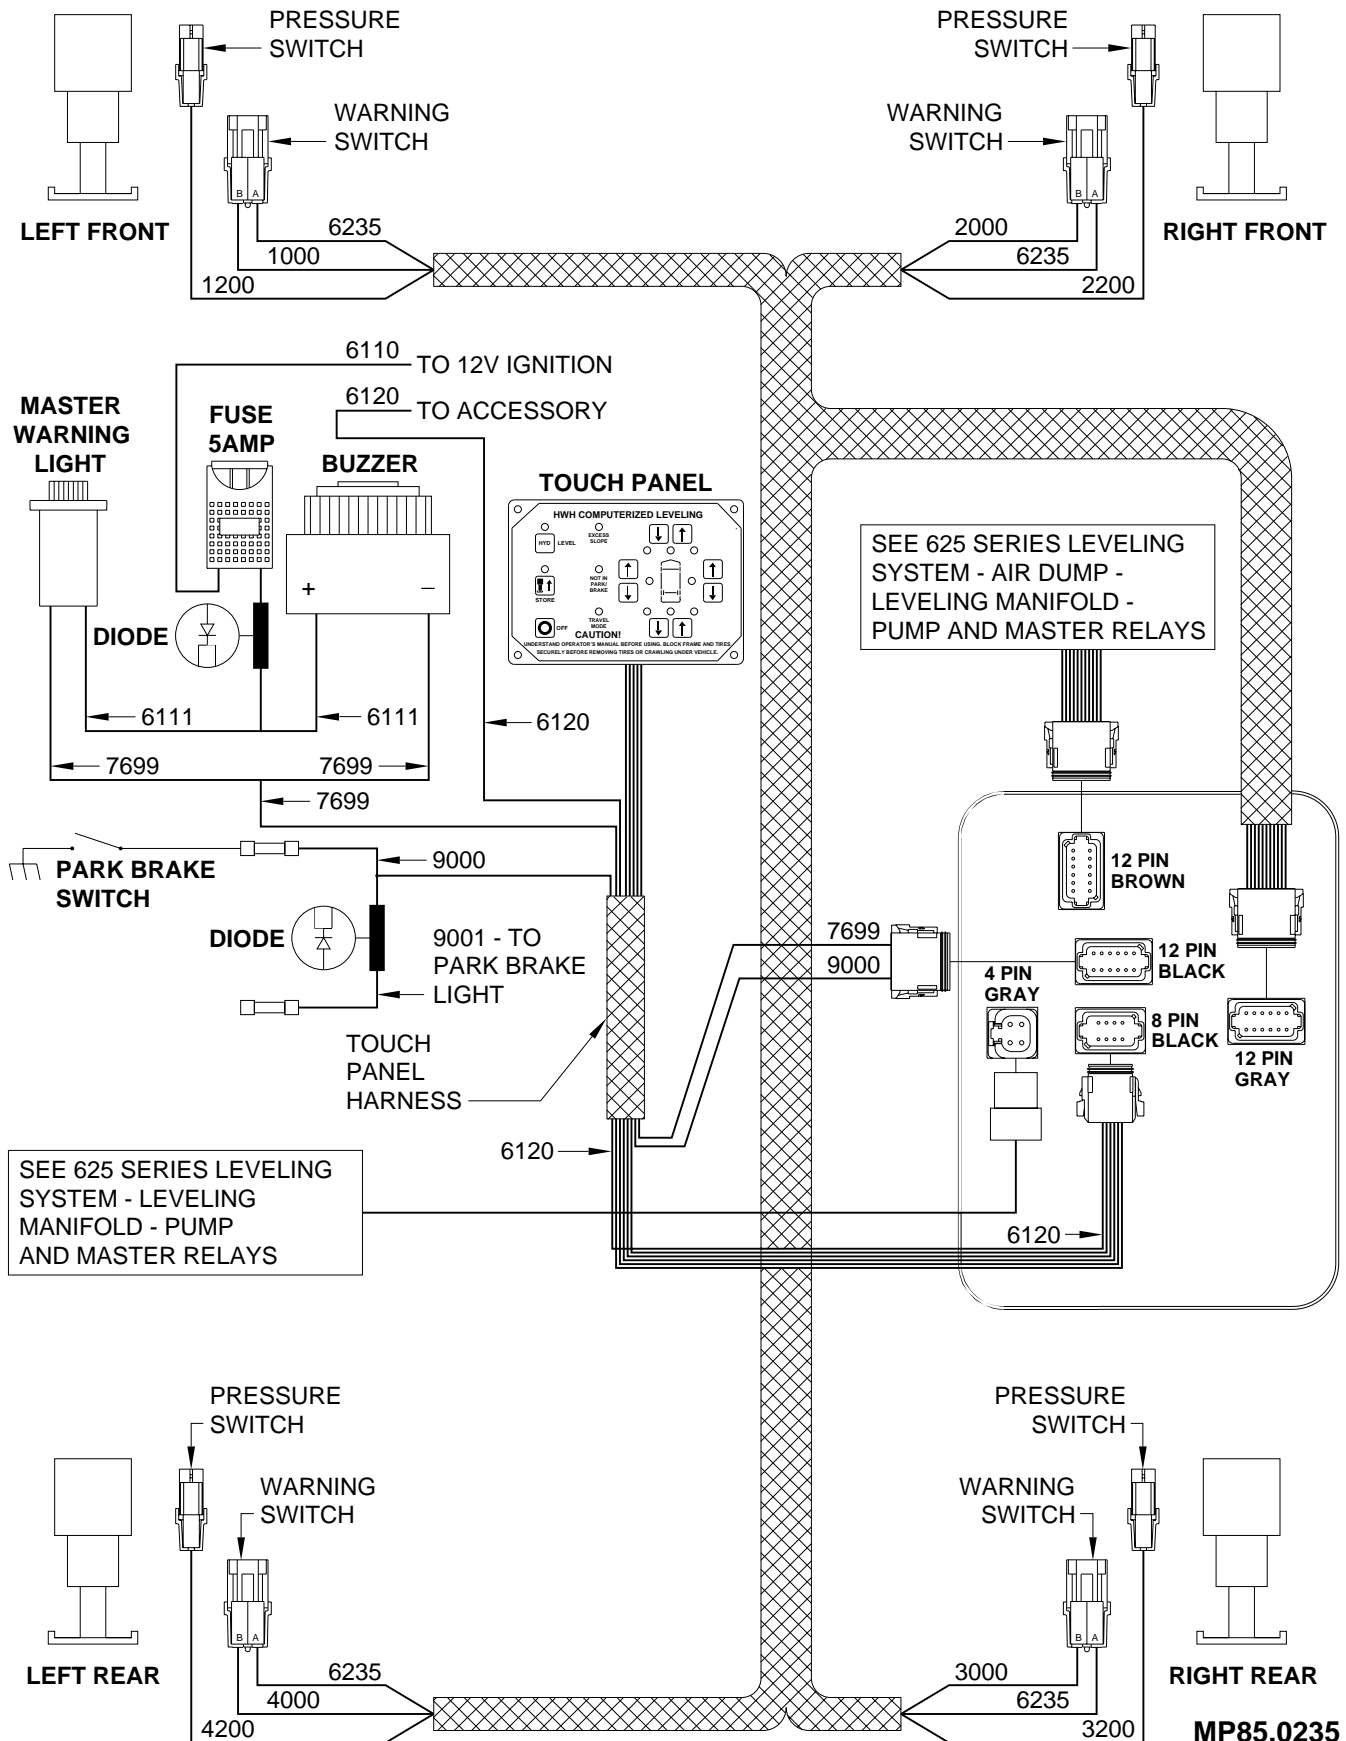 PRESSURE
SWITCH
WARNING
SWITCH
B A
LEFT FRONT
6235
1000
1200
PRESSURE
SWITCH
WARNING
SWITCH
B A
RIGHT FRONT
2000
6235
2200
6110
TO 12V IGNITION
6120
TO ACCESSORY
MASTER
WARNING
LIGHT
FUSE
5AMP
BUZZER
+ –
DIODE
6111
6111
7699
7699
7699
6120
TOUCH PANEL
HWH COMPUTERIZED LEVELING
HYD
LEVEL
EXCESS
SLOPE
STORE
NOT IN
PARK/
BRAKE
OFF
TRAVEL
MODE
CAUTION!
UNDERSTAND OPERATOR'S MANUAL BEFORE USING. BLOCK FRAME AND TIRES
SECURELY BEFORE REMOVING TIRES OR CRAWLING UNDER VEHICLE.
SEE 625 SERIES LEVELING
SYSTEM - AIR DUMP -
LEVELING MANIFOLD -
PUMP AND MASTER RELAYS
PARK BRAKE
SWITCH
9000
DIODE
9001 - TO
PARK BRAKE
LIGHT
TOUCH
PANEL
HARNESS
7699
9000
12 PIN
BROWN
12 PIN
BLACK
4 PIN
GRAY
8 PIN
BLACK
12 PIN
GRAY
6120
6120
SEE 625 SERIES LEVELING
SYSTEM - LEVELING
MANIFOLD - PUMP
AND MASTER RELAYS
PRESSURE
SWITCH
WARNING
SWITCH
B A
LEFT REAR
6235
4000
4200
PRESSURE
SWITCH
WARNING
SWITCH
B A
RIGHT REAR
3000
6235
3200
MP85.0235